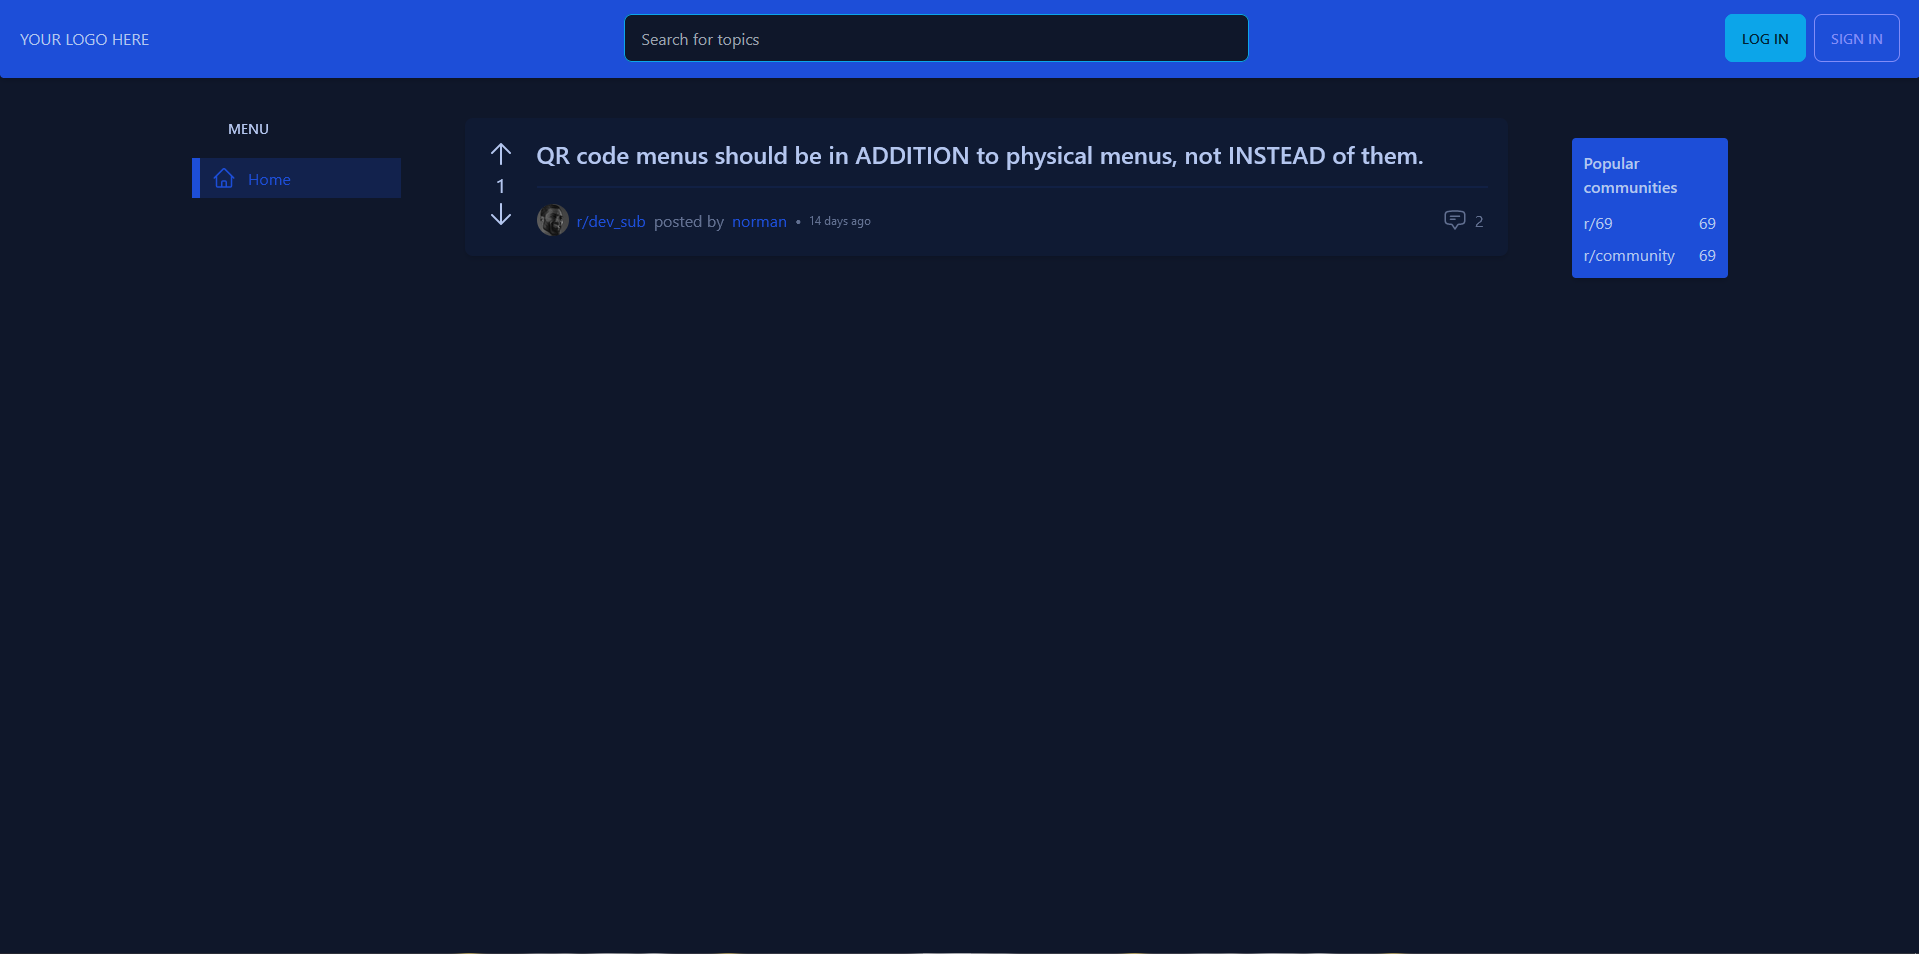 YOUR LOGO HERE
Search for topics
LOG IN
SIGN IN
MENU
Home
QR code menus should be in ADDITION to physical menus, not INSTEAD of them.
1
r/dev_sub posted by norman • 14 days ago
2
Popular
communities
r/69 69
r/community 69